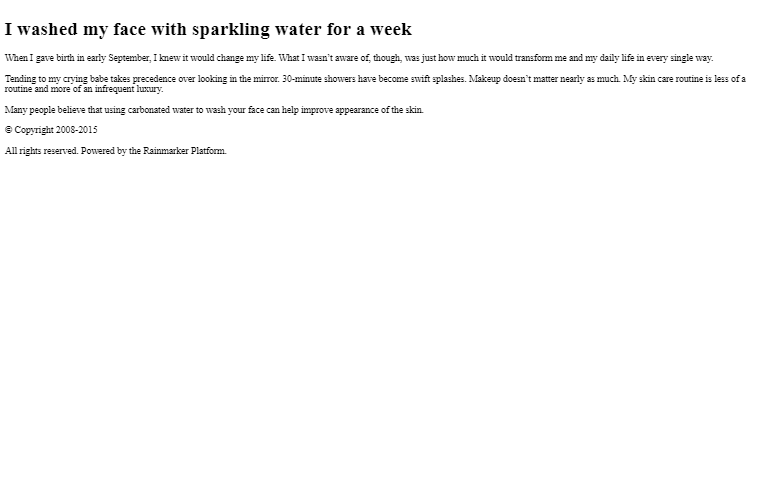 I washed my face with sparkling water for a week
When I gave birth in early September, I knew it would change my life. What I wasn't aware of, though, was just how much it would transform me and my daily life in every single way.
Tending to my crying babe takes precedence over looking in the mirror. 30-minute showers have become swift splashes. Makeup doesn't matter nearly as much. My skin care routine is less of a
routine and more of an infrequent luxury.
Many people believe that using carbonated water to wash your face can help improve appearance of the skin.
© Copyright 2008-2015
All rights reserved. Powered by the Rainmarker Platform.